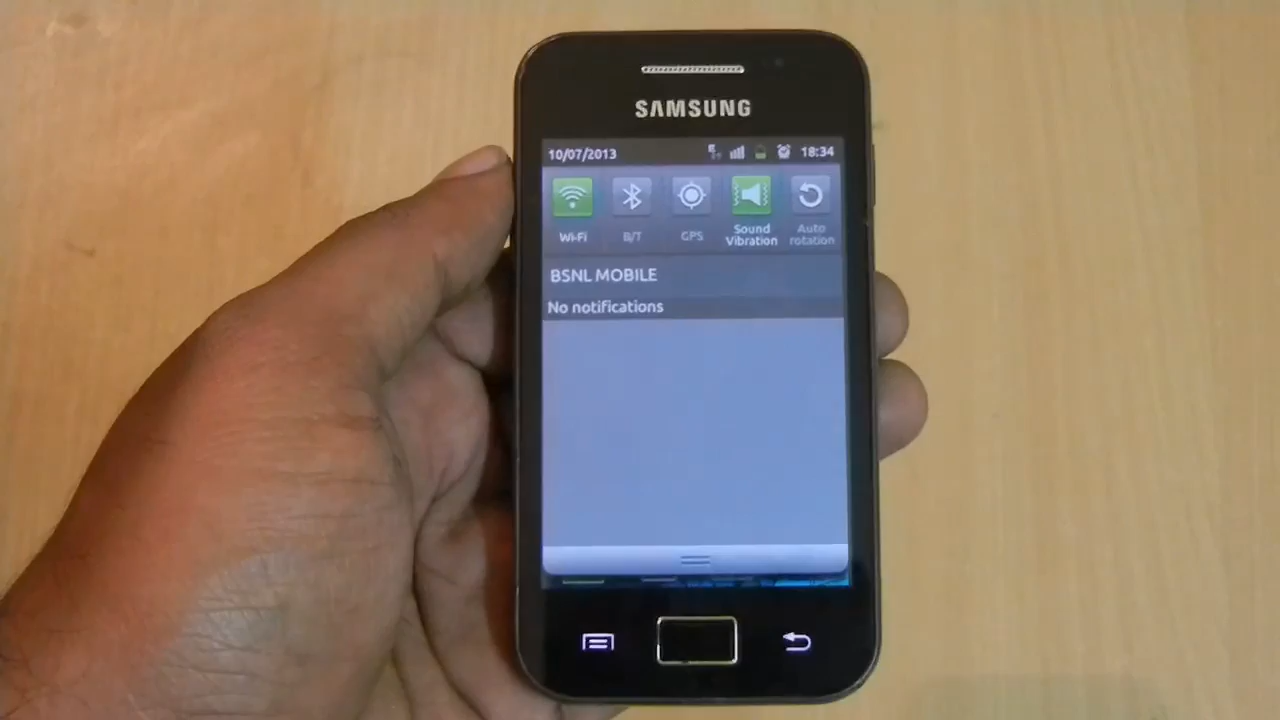 SAMSUNG
10/07/2013 18:34
Wi-Fi B/T GPS Sound Vibration Auto rotation
BSNL MOBILE
No notifications